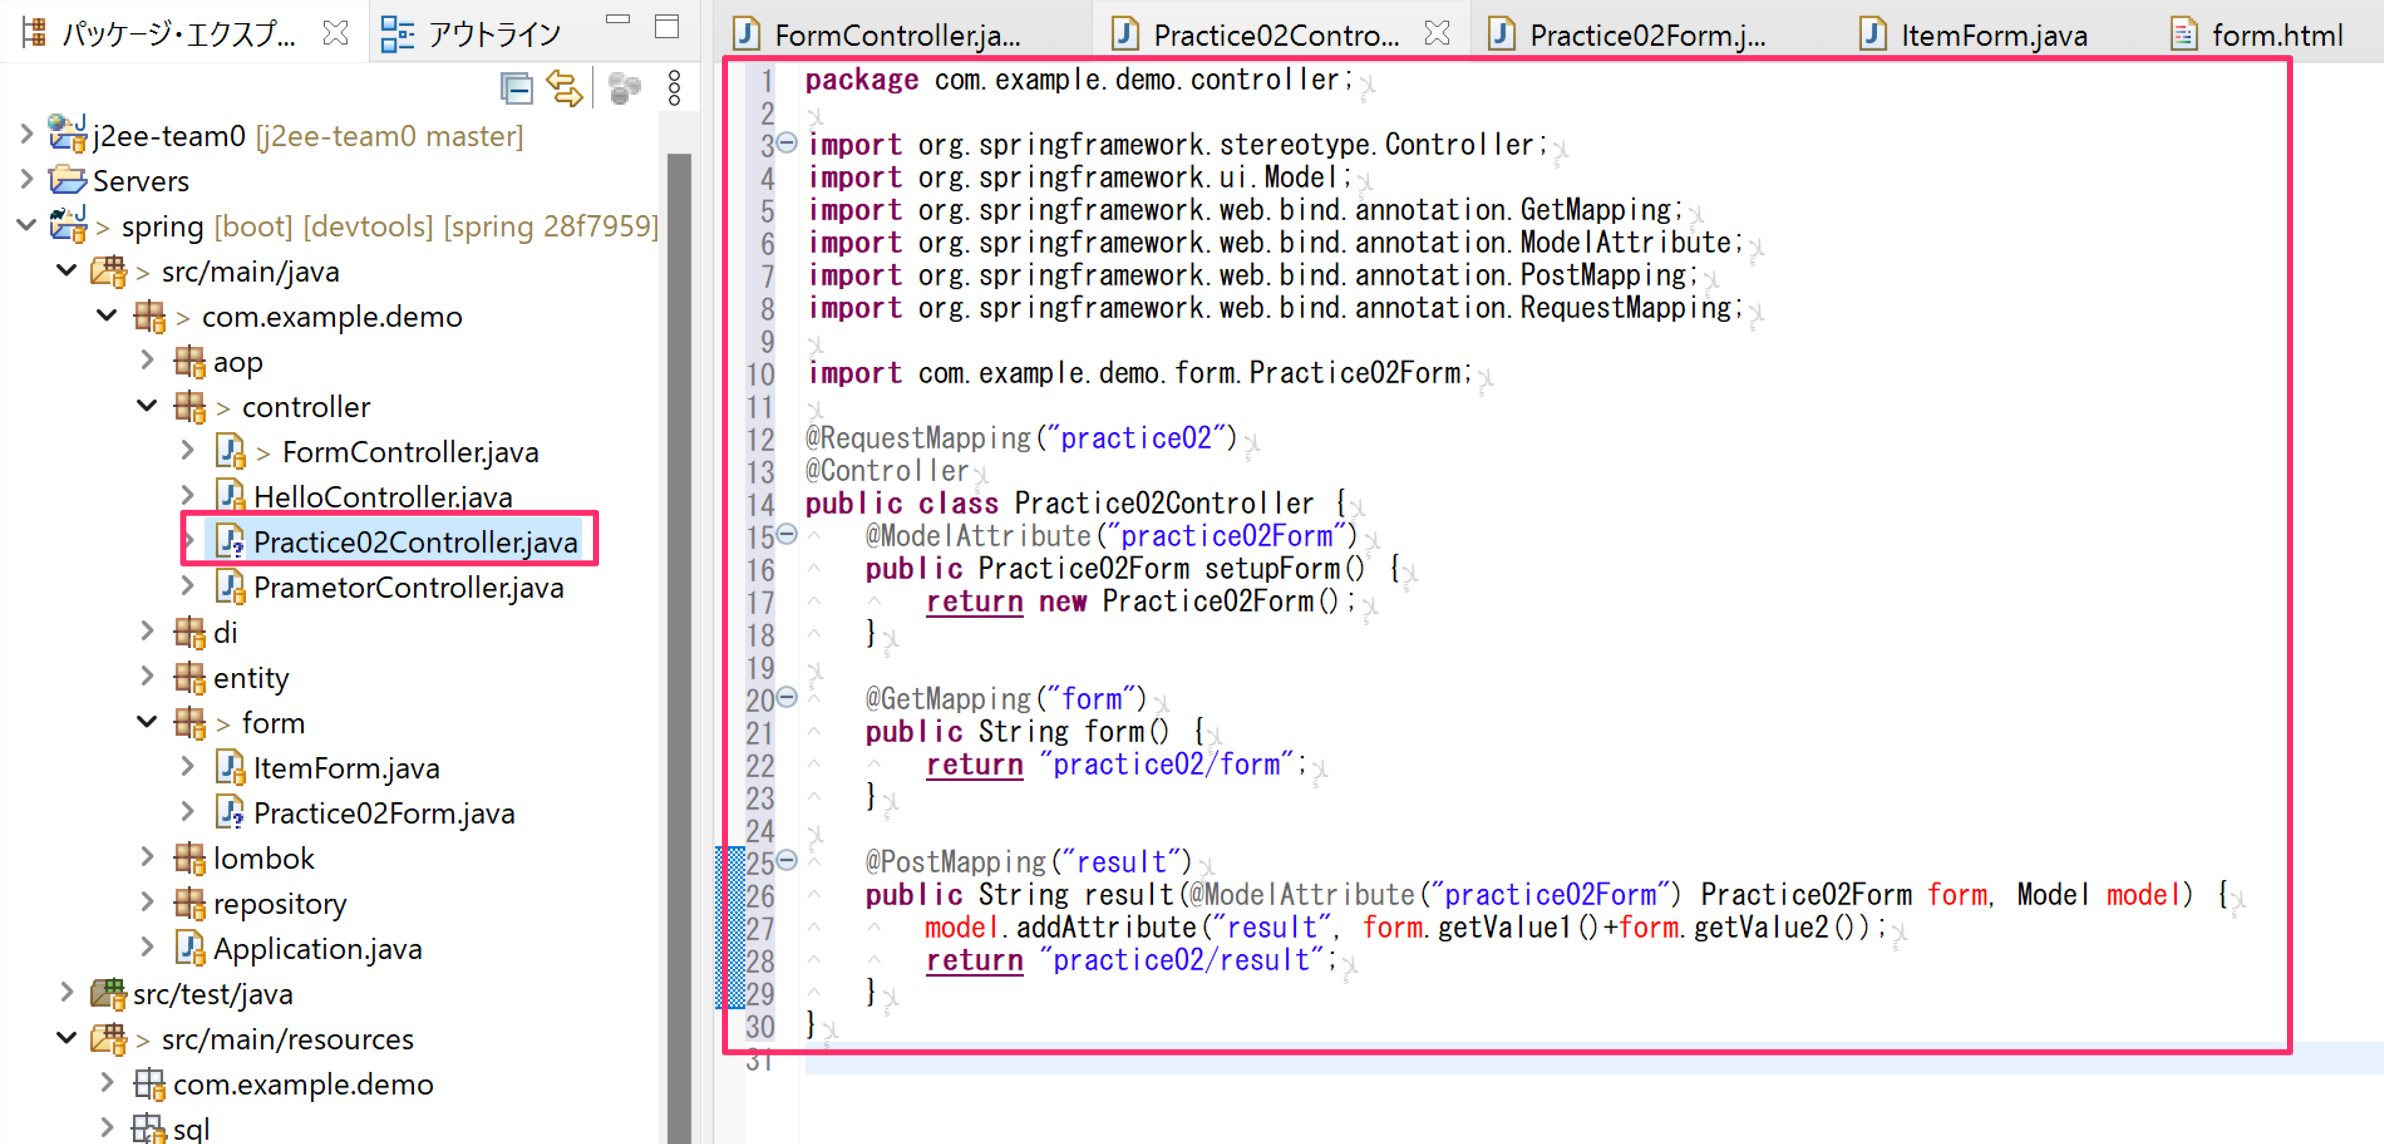 パッケージ・エクスプ...
アウトライン
j2ee-team0 [j2ee-team0 master]
Servers
> spring [boot] [devtools] [spring 28f7959]
> src/main/java
> com.example.demo
aop
> controller
> FormController.java
HelloController.java
Practice02Controller.java
PrametorController.java
di
entity
> form
ItemForm.java
Practice02Form.java
lombok
repository
Application.java
src/test/java
> src/main/resources
com.example.demo
sql
FormController.ja...
Practice02Contro...
Practice02Form.j...
ItemForm.java
form.html
1 package com.example.demo.controller;
2
3 import org.springframework.stereotype.Controller;
4 import org.springframework.ui.Model;
5 import org.springframework.web.bind.annotation.GetMapping;
6 import org.springframework.web.bind.annotation.ModelAttribute;
7 import org.springframework.web.bind.annotation.PostMapping;
8 import org.springframework.web.bind.annotation.RequestMapping;
9
10 import com.example.demo.form.Practice02Form;
11
12 @RequestMapping("practice02")
13 @Controller
14 public class Practice02Controller {
15 @ModelAttribute("practice02Form")
16 public Practice02Form setupForm() {
17 return new Practice02Form();
18 }
19
20 @GetMapping("form")
21 public String form() {
22 return "practice02/form";
23 }
24
25 @PostMapping("result")
26 public String result(@ModelAttribute("practice02Form") Practice02Form form, Model model) {
27 model.addAttribute("result", form.getValue1()+form.getValue2());
28 return "practice02/result";
29 }
30 }
31